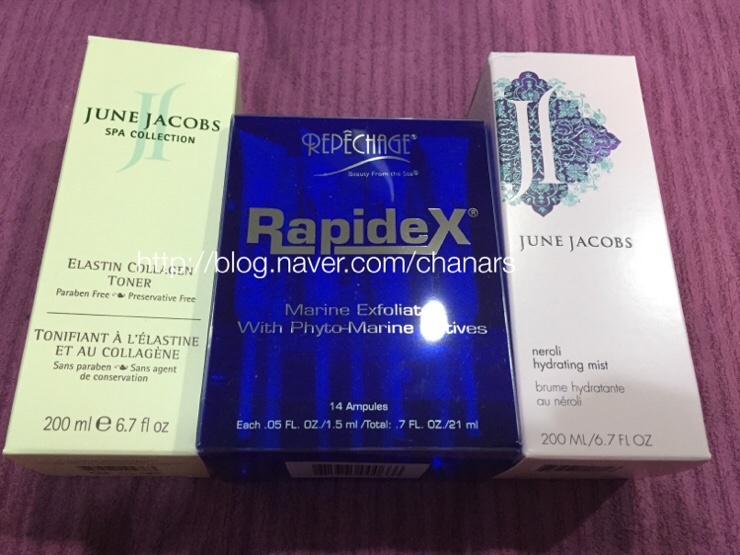 JUNE JACOBS
SPA COLLECTION
ELASTIN COLLAGEN
TONER
Paraben Free Preservative Free
TONIFIANT À L'ÉLASTINE
ET AU COLLAGÈNE
Sans paraben Sans agent
de conservation
200 ml e 6.7 fl oz
REPÊCHAGE®
Beauty From the Sea®
RapideX®
Marine Exfoliat
With Phyto-Marine
14 Ampules
Each .05 FL. OZ./1.5 ml/Total: .7 FL. OZ./21 ml
JJ
JUNE JACOBS
neroli
hydrating mist
brume hydratante
au néroli
200 ML/6.7 FL OZ
http://blog.naver.com/chanars